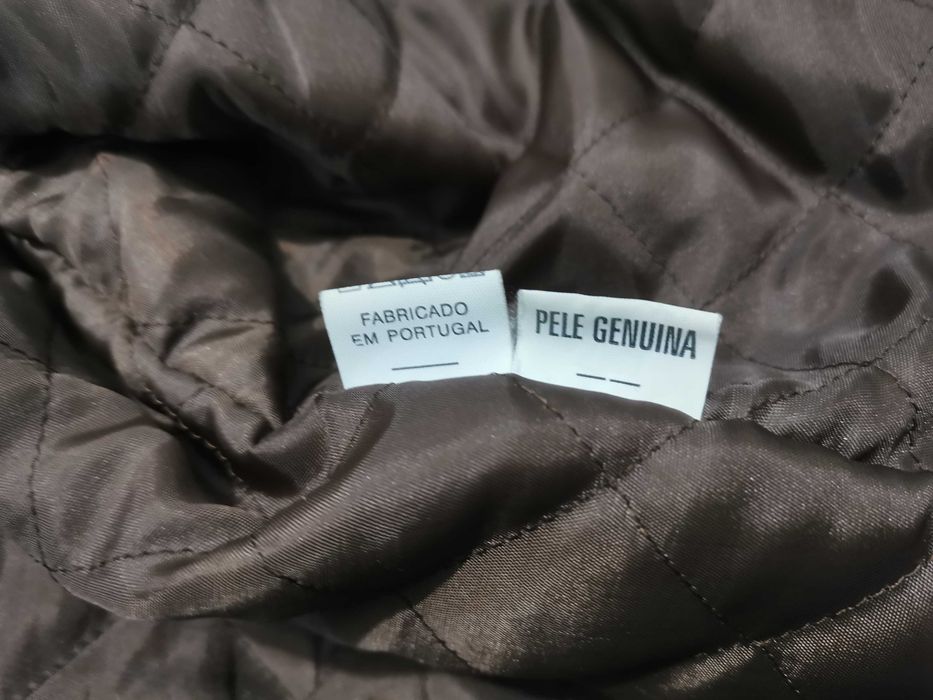 FABRICADO
EM PORTUGAL
PELE GENUINA